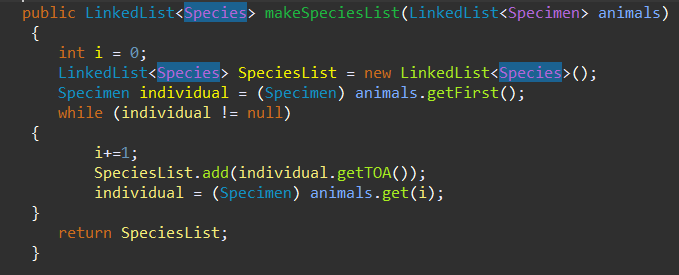 public LinkedList<Species> makeSpeciesList(LinkedList<Specimen> animals)
{
int i = 0;
LinkedList<Species> SpeciesList = new LinkedList<Species>();
Specimen individual = (Specimen) animals.getFirst();
while (individual != null)
{
i+=1;
SpeciesList.add(individual.getTOA());
individual = (Specimen) animals.get(i);
}
return SpeciesList;
}